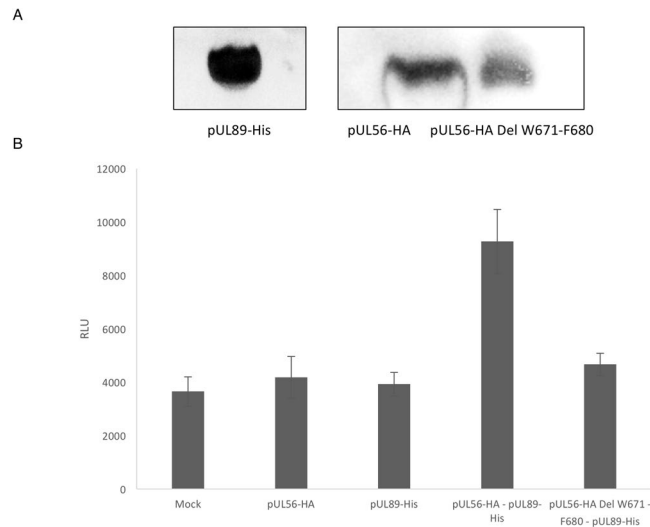 A
pUL89-His
pUL56-HA
pUL56-HA Del W671-F680
B
12000
10000
8000
6000
4000
2000
0
RLU
Mock
pUL56-HA
pUL89-His
pUL56-HA - pUL89-
His
pUL56-HA Del W671 -
F680 - pUL89-His